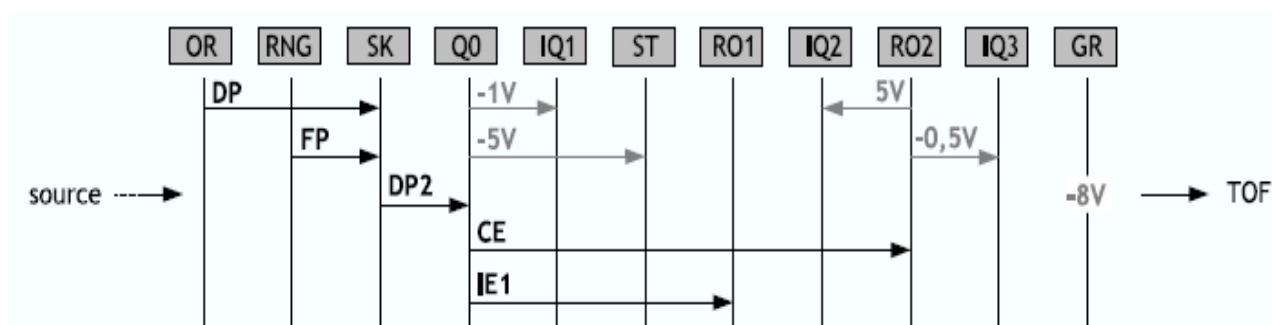 OR RNG SK Q0 IQ1 ST RO1 IQ2 RO2 IQ3 GR
DP -1V 5V
FP -5V -0,5V
source DP2 -8V TOF
CE
IE1